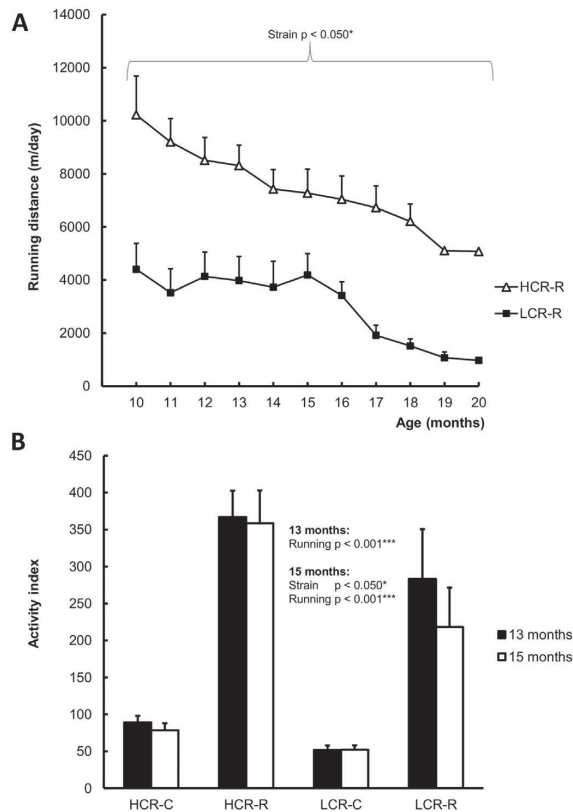 A
Strain p < 0.050*
14000
12000
10000
8000
6000
4000
2000
0
Running distance (m/day)
10 11 12 13 14 15 16 17 18 19 20
Age (months)
HCR-R
LCR-R
B
450
400
350
300
250
200
150
100
50
0
Activity index
13 months:
Running p < 0.001***
15 months:
Strain p < 0.050*
Running p < 0.001***
13 months
15 months
HCR-C HCR-R LCR-C LCR-R